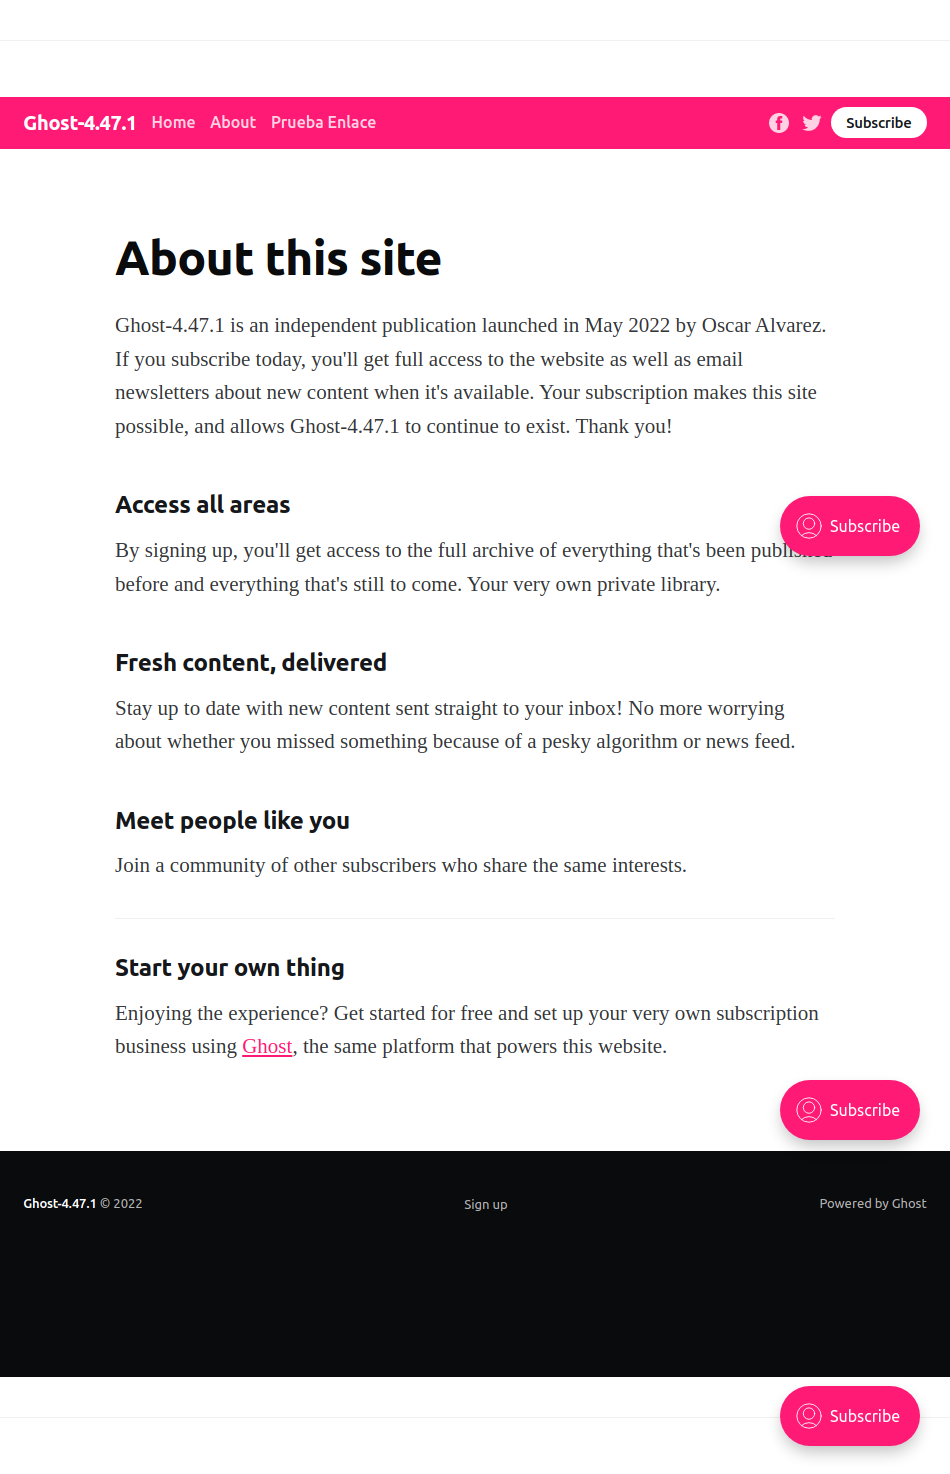 Ghost-4.47.1 Home About Prueba Enlace Subscribe
About this site
Ghost-4.47.1 is an independent publication launched in May 2022 by Oscar Alvarez.
If you subscribe today, you'll get full access to the website as well as email
newsletters about new content when it's available. Your subscription makes this site
possible, and allows Ghost-4.47.1 to continue to exist. Thank you!
Access all areas
Subscribe
By signing up, you'll get access to the full archive of everything that's been published
before and everything that's still to come. Your very own private library.
Fresh content, delivered
Stay up to date with new content sent straight to your inbox! No more worrying
about whether you missed something because of a pesky algorithm or news feed.
Meet people like you
Join a community of other subscribers who share the same interests.
Start your own thing
Enjoying the experience? Get started for free and set up your very own subscription
business using Ghost, the same platform that powers this website.
Subscribe
Ghost-4.47.1 © 2022 Sign up Powered by Ghost
Subscribe